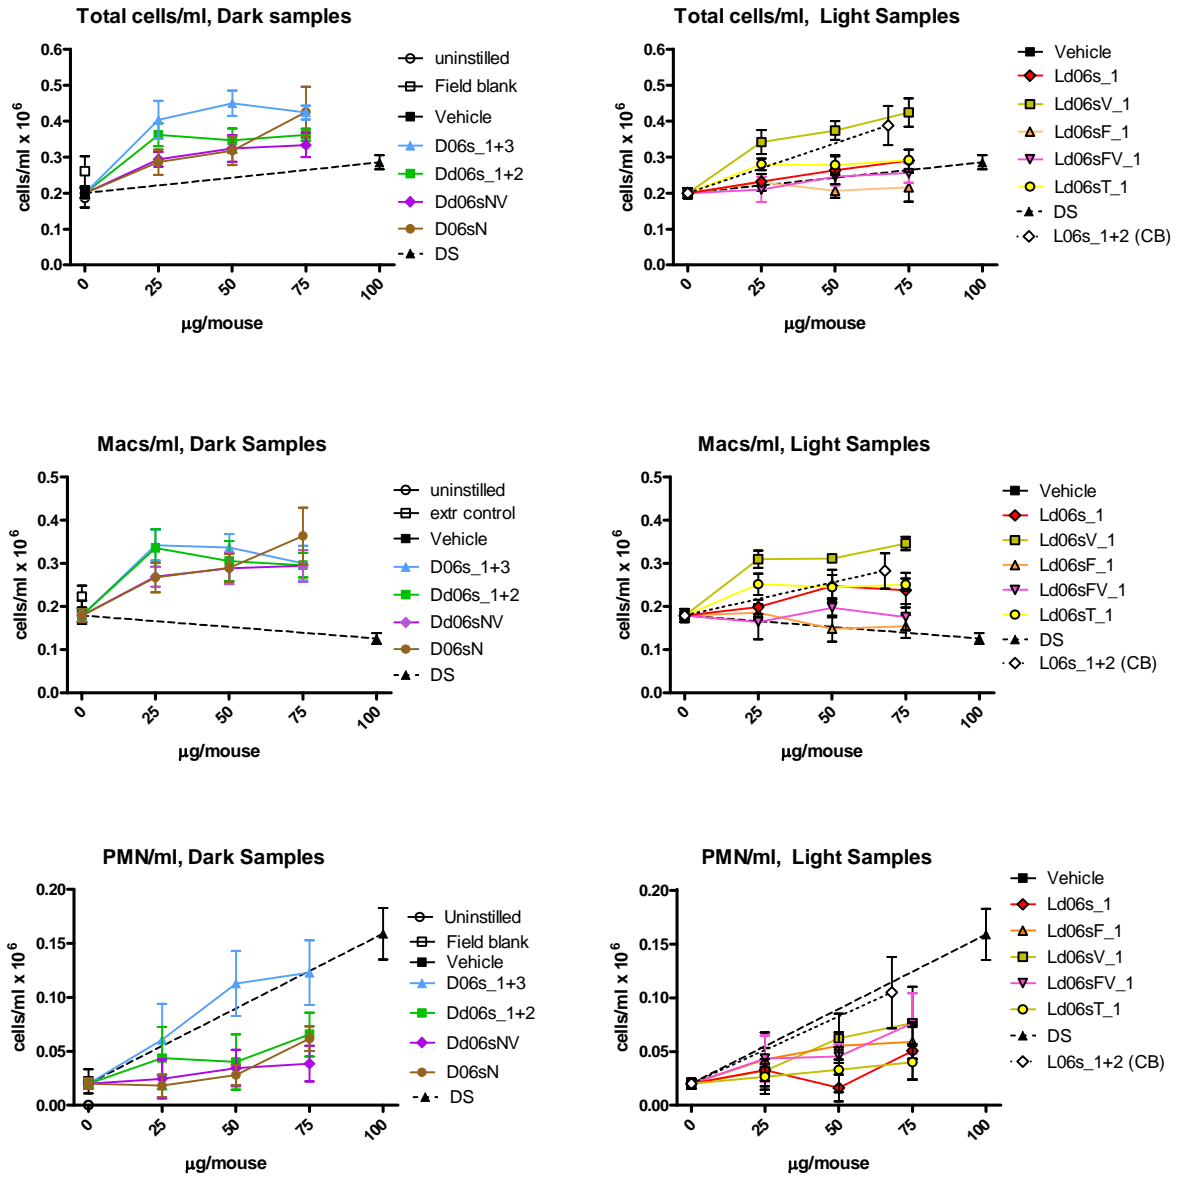 Total cells/ml, Dark samples
cells/ml x 10^6
0.6
0.5
0.4
0.3
0.2
0.1
0.0
0
25
50
75
100
μg/mouse
uninstilled
Field blank
Vehicle
D06s_1+3
Dd06s_1+2
Dd06sNV
D06sN
DS
Total cells/ml, Light Samples
cells/ml x 10^6
0.6
0.5
0.4
0.3
0.2
0.1
0.0
0
25
50
75
100
μg/mouse
Vehicle
Ld06s_1
Ld06sV_1
Ld06sF_1
Ld06sFV_1
Ld06sT_1
DS
L06s_1+2 (CB)
Macs/ml, Dark Samples
cells/ml x 10^6
0.5
0.4
0.3
0.2
0.1
0.0
0
25
50
75
100
μg/mouse
uninstilled
extr control
Vehicle
D06s_1+3
Dd06s_1+2
Dd06sNV
D06sN
DS
Macs/ml, Light Samples
cells/ml x 10^6
0.5
0.4
0.3
0.2
0.1
0.0
0
25
50
75
100
μg/mouse
Vehicle
Ld06s_1
Ld06sV_1
Ld06sF_1
Ld06sFV_1
Ld06sT_1
DS
L06s_1+2 (CB)
PMN/ml, Dark Samples
cells/ml x 10^6
0.20
0.15
0.10
0.05
0.00
0
25
50
75
100
μg/mouse
Uninstilled
Field blank
Vehicle
D06s_1+3
Dd06s_1+2
Dd06sNV
D06sN
DS
PMN/ml, Light Samples
cells/ml x 10^6
0.20
0.15
0.10
0.05
0.00
0
25
50
75
100
μg/mouse
Vehicle
Ld06s_1
Ld06sF_1
Ld06sV_1
Ld06sFV_1
Ld06sT_1
DS
L06s_1+2 (CB)